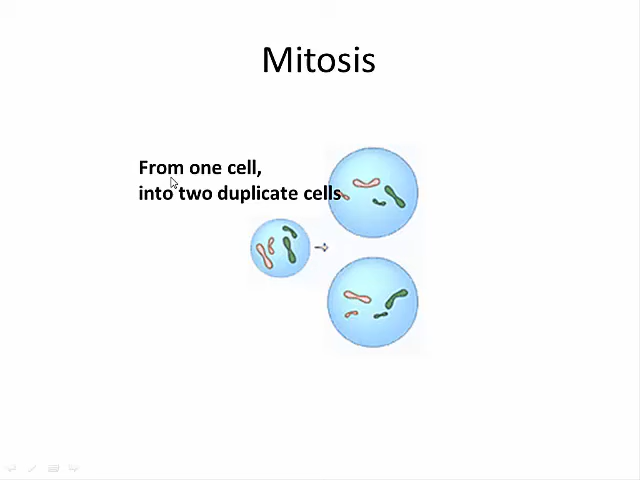 Mitosis
From one cell,
into two duplicate cells